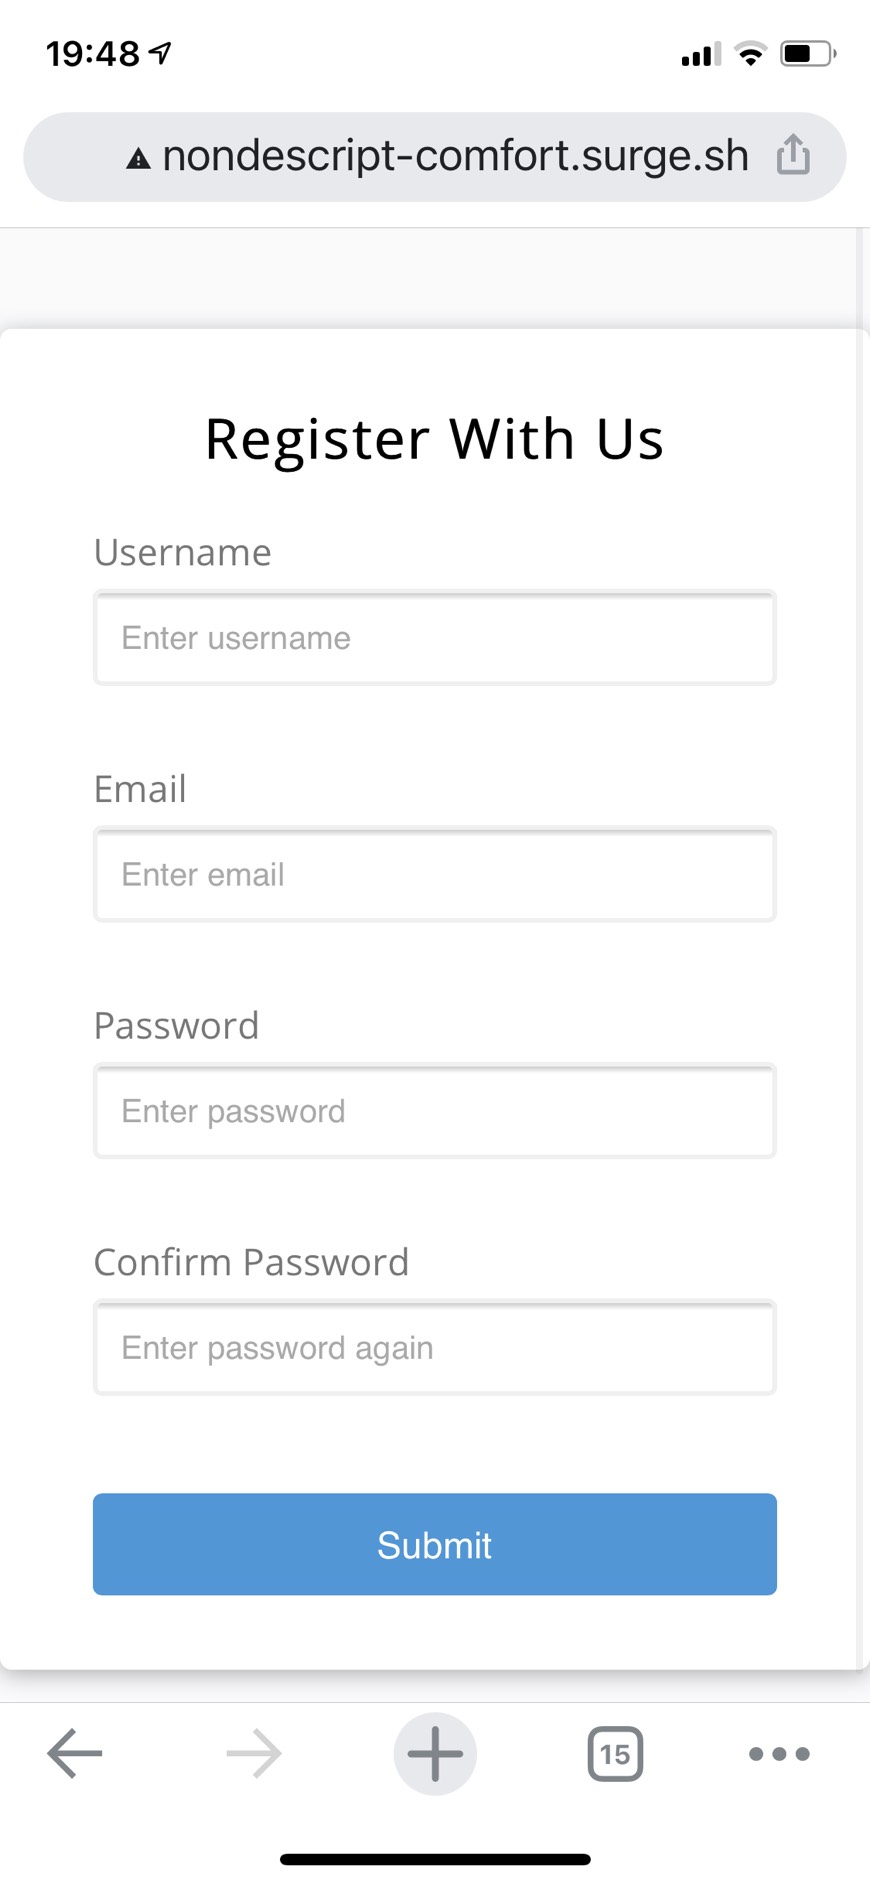 19:48
nondescript-comfort.surge.sh
Register With Us
Username
Enter username
Email
Enter email
Password
Enter password
Confirm Password
Enter password again
Submit
15